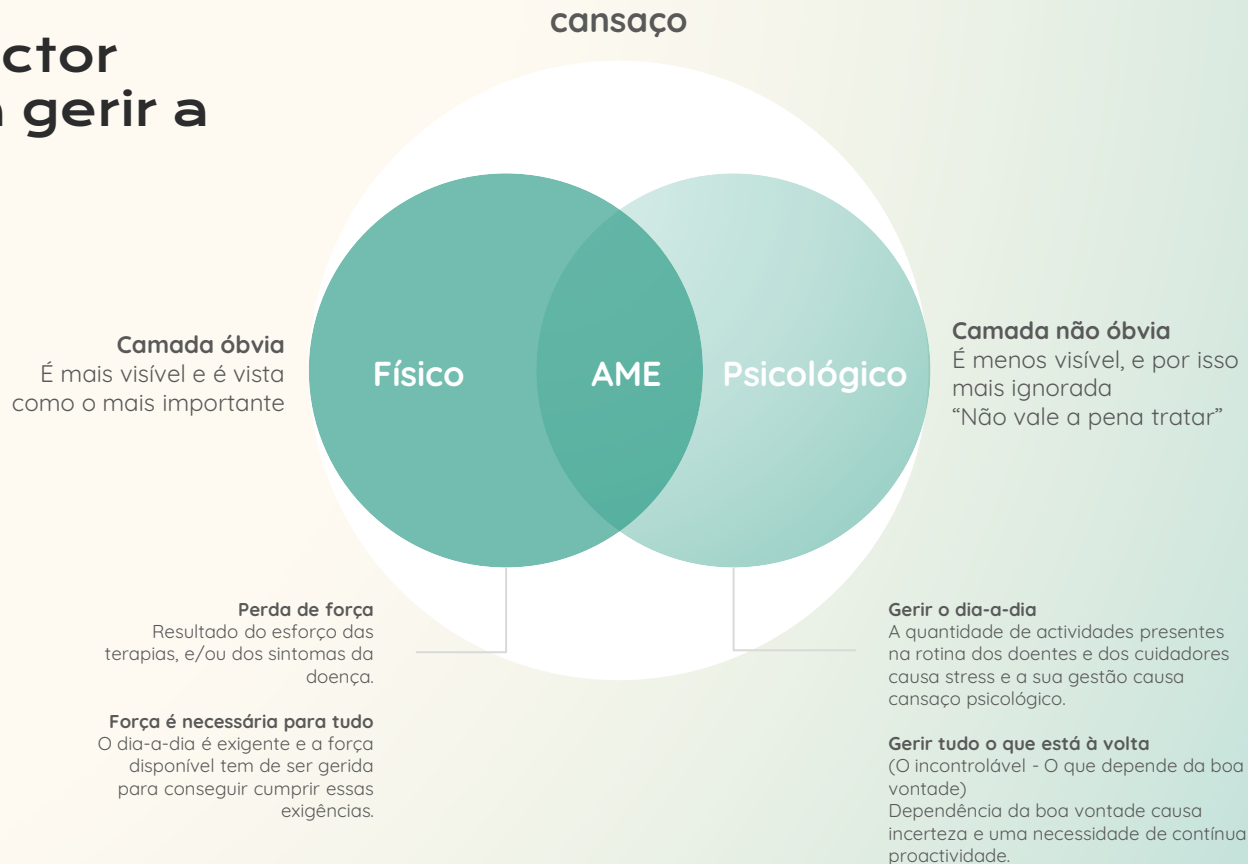 cansaço
ctor
gerir a
Camada óbvia
É mais visível e é vista
como o mais importante
Físico
AME
Psicológico
Camada não óbvia
É menos visível, e por isso
mais ignorada
“Não vale a pena tratar”
Perda de força
Resultado do esforço das
terapias, e/ou dos sintomas da
doença.
Força é necessária para tudo
O dia-a-dia é exigente e a força
disponível tem de ser gerida
para conseguir cumprir essas
exigências.
Gerir o dia-a-dia
A quantidade de actividades presentes
na rotina dos doentes e dos cuidadores
causa stress e a sua gestão causa
cansaço psicológico.
Gerir tudo o que está à volta
(O incontrolável - O que depende da boa
vontade)
Dependência da boa vontade causa
incerteza e uma necessidade de contínua
proactividade.